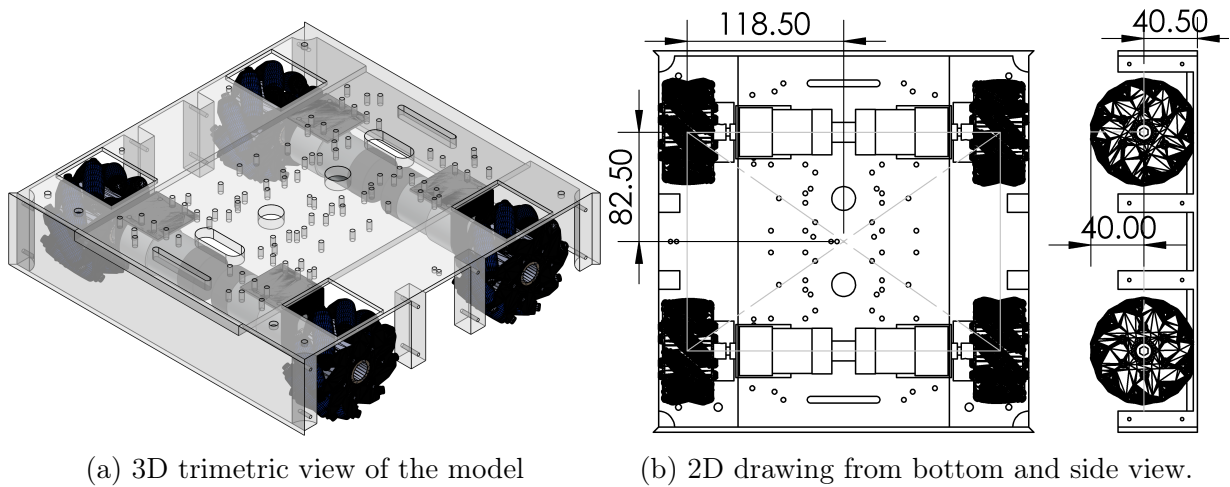 118.50
40.50
82.50
40.00
(a) 3D trimetric view of the model
(b) 2D drawing from bottom and side view.